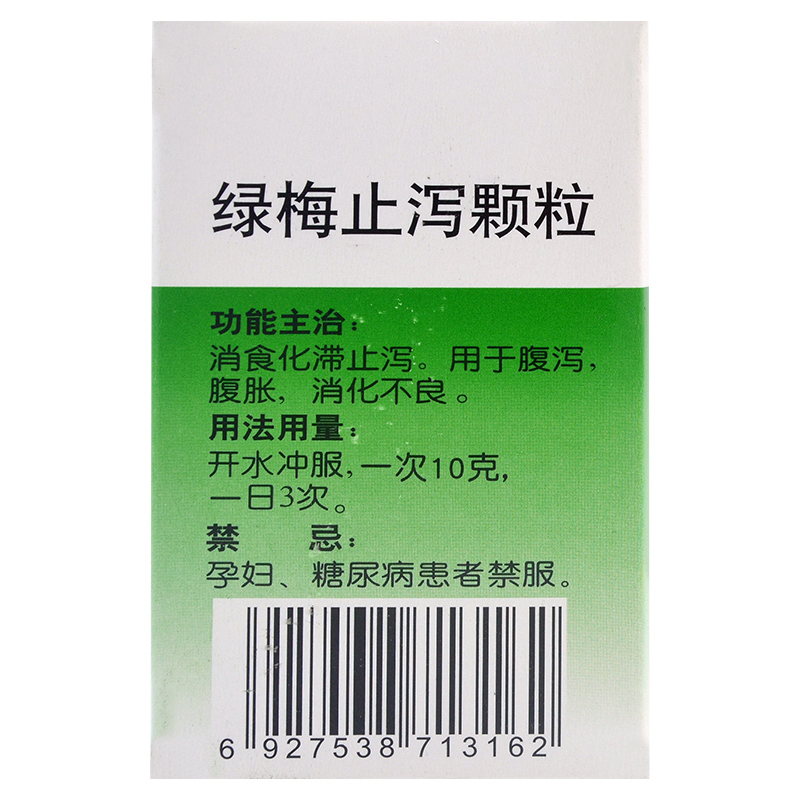 绿梅止泻颗粒
功能主治：
消食化滞止泻。用于腹泻，
腹胀，消化不良。
用法用量：
开水冲服，一次10克，
一日3次。
禁 忌：
孕妇、糖尿病患者禁服。
6 927538 713162